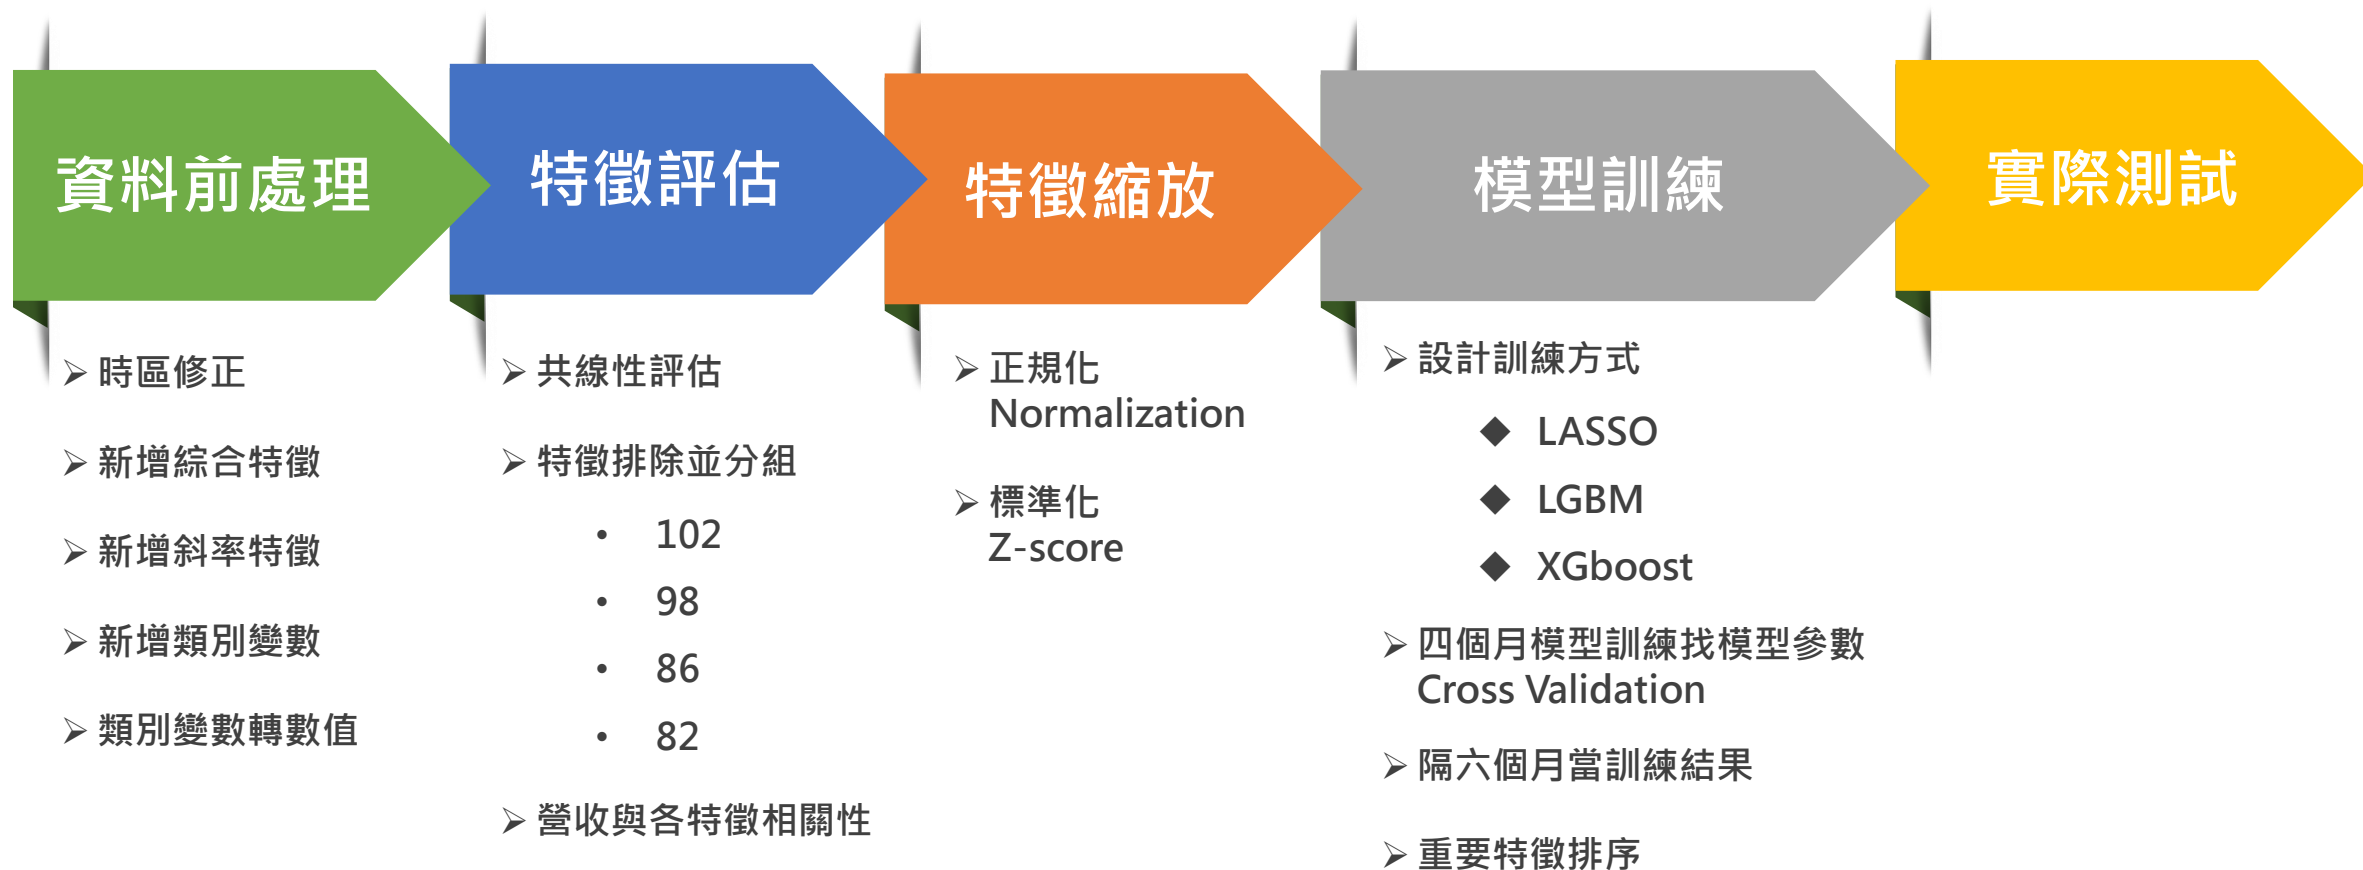 資料前處理
特徵評估
特徵縮放
模型訓練
實際測試
➢ 時區修正
➢ 新增綜合特徵
➢ 新增斜率特徵
➢ 新增類別變數
➢ 類別變數轉數值
➢ 共線性評估
➢ 特徵排除並分組
• 102
• 98
• 86
• 82
➢ 營收與各特徵相關性
➢ 正規化
Normalization
➢ 標準化
Z-score
➢ 設計訓練方式
◆ LASSO
◆ LGBM
◆ XGboost
➢ 四個月模型訓練找模型參數
Cross Validation
➢ 隔六個月當訓練結果
➢ 重要特徵排序